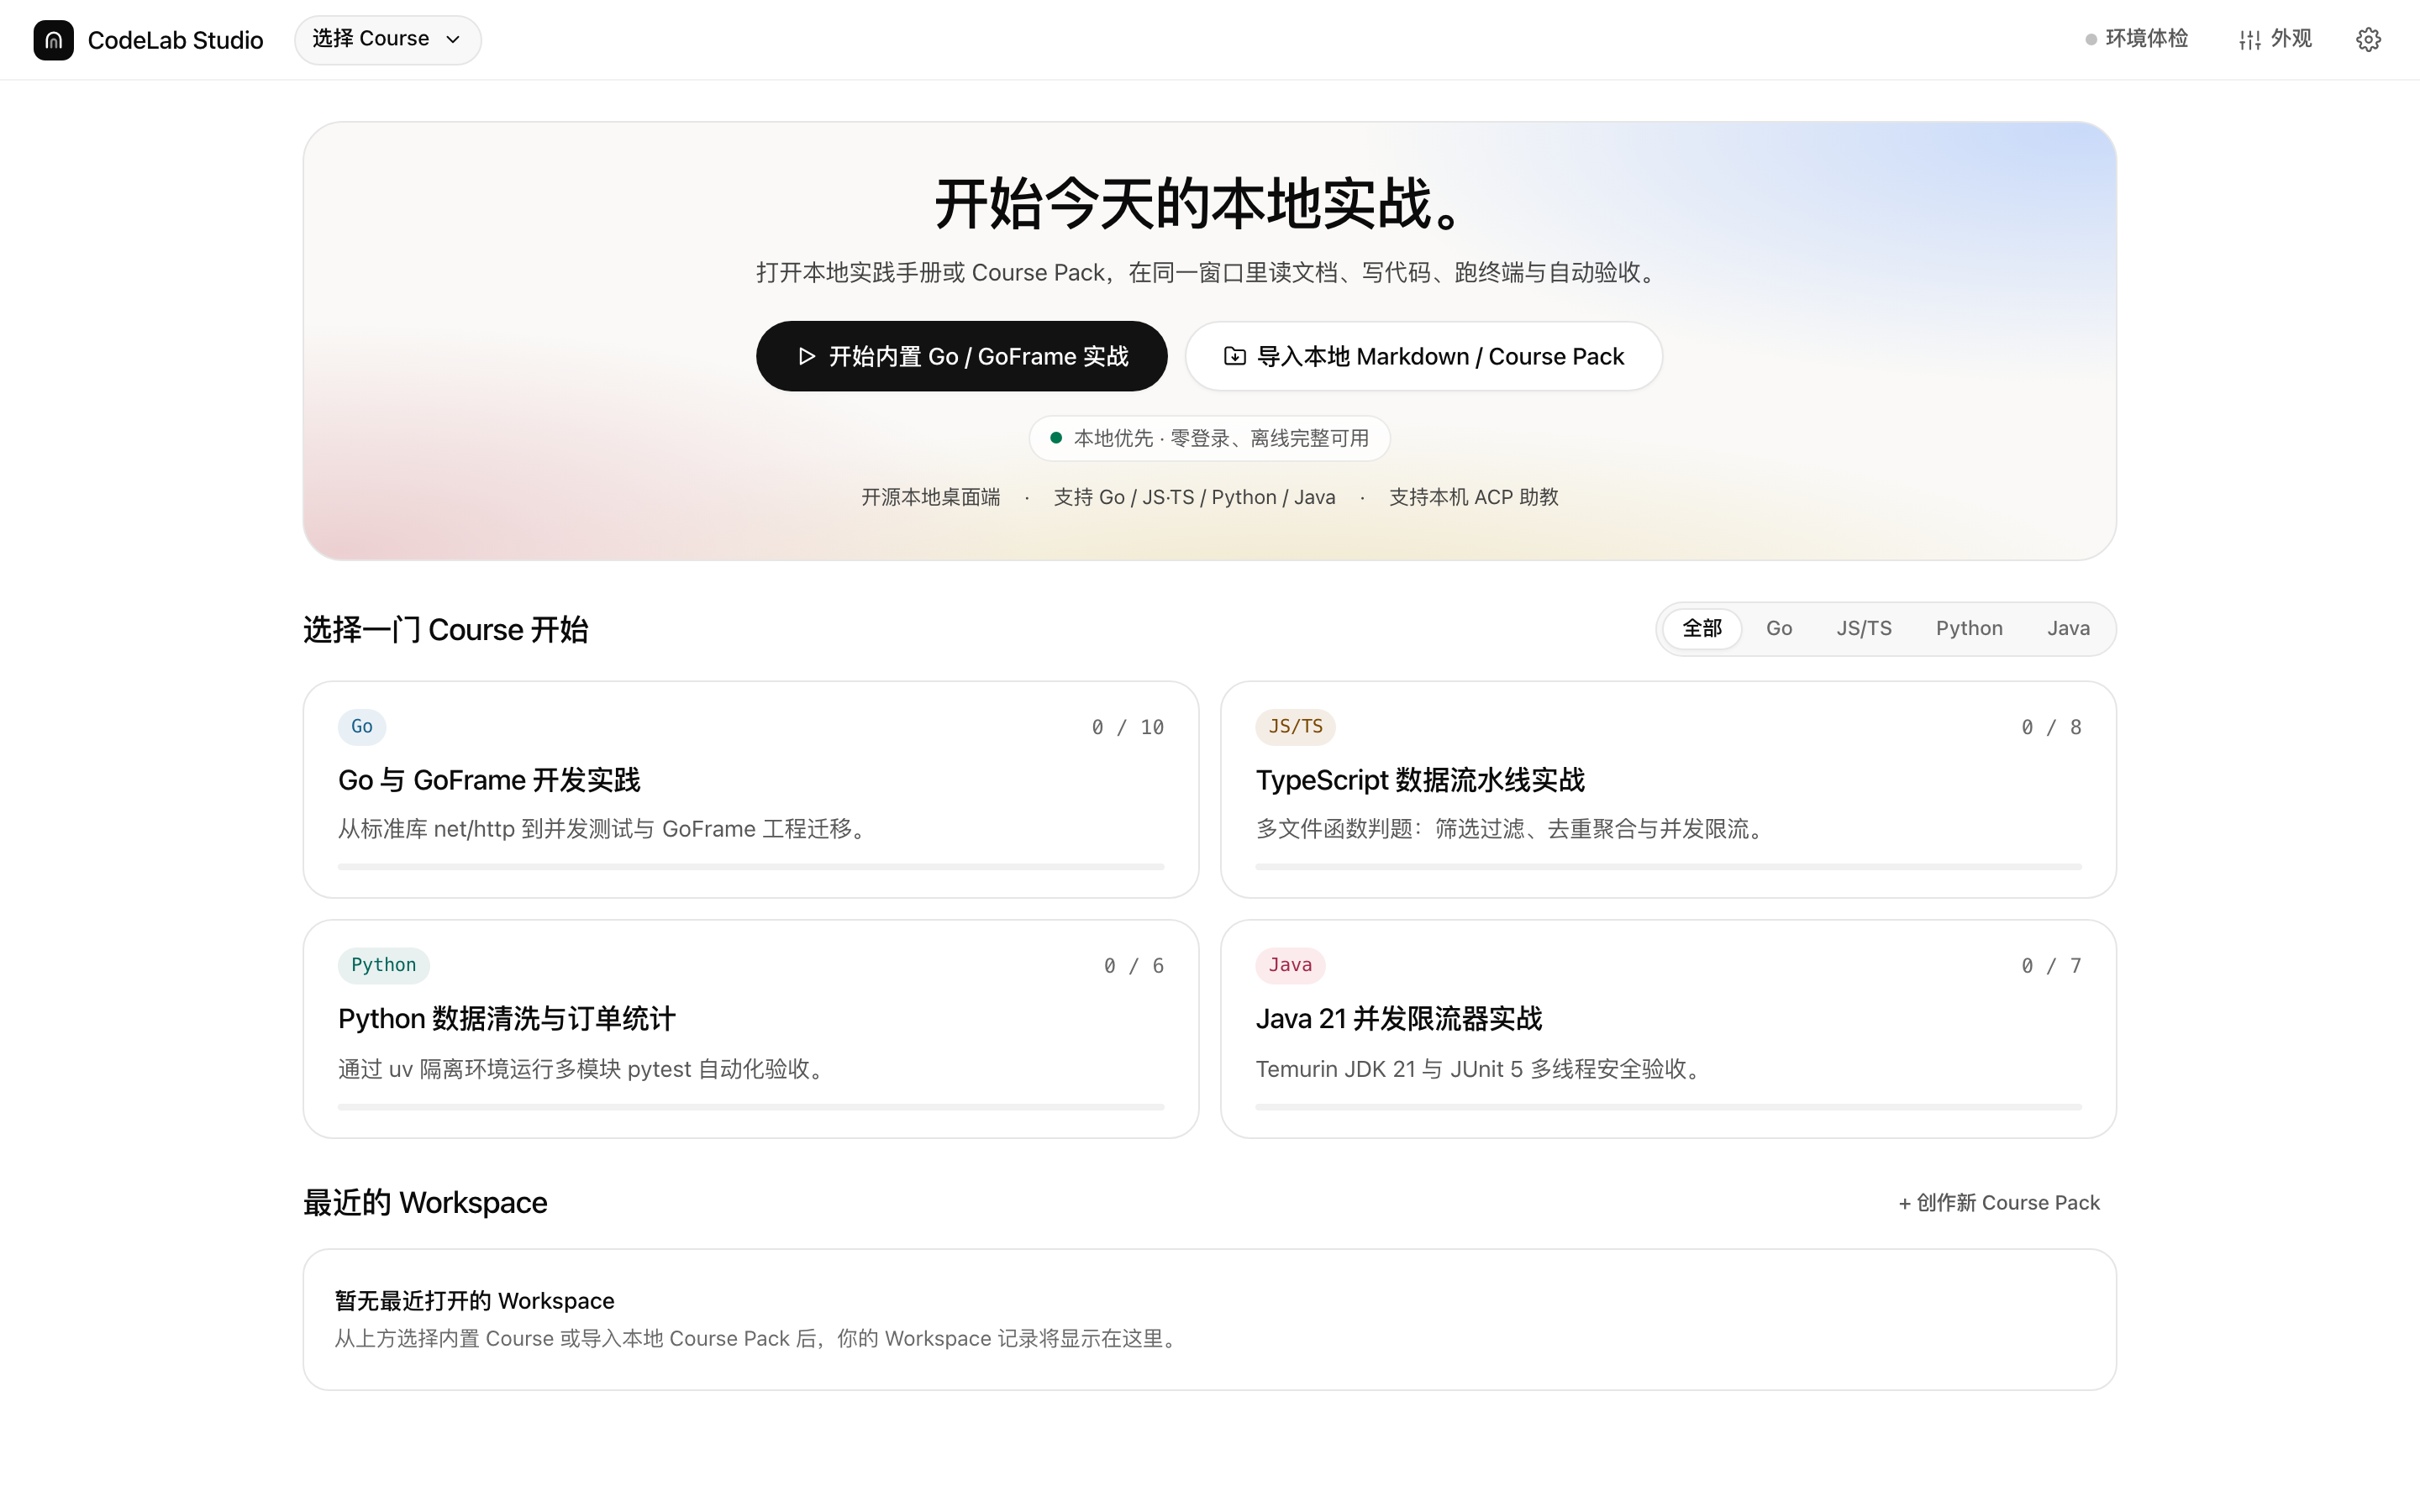 CodeLab Studio
选择 Course
环境体检
外观
开始今天的本地实战。
打开本地实践手册或 Course Pack，在同一窗口里读文档、写代码、跑终端与自动验收。
开始内置 Go / GoFrame 实战
导入本地 Markdown / Course Pack
本地优先 · 零登录、离线完整可用
开源本地桌面端 · 支持 Go / JS·TS / Python / Java · 支持本机 ACP 助教
选择一门 Course 开始
全部 Go JS/TS Python Java
Go 0 / 10
Go 与 GoFrame 开发实践
从标准库 net/http 到并发测试与 GoFrame 工程迁移。
JS/TS 0 / 8
TypeScript 数据流水线实战
多文件函数判题：筛选过滤、去重聚合与并发限流。
Python 0 / 6
Python 数据清洗与订单统计
通过 uv 隔离环境运行多模块 pytest 自动化验收。
Java 0 / 7
Java 21 并发限流器实战
Temurin JDK 21 与 JUnit 5 多线程安全验收。
最近的 Workspace
+ 创作新 Course Pack
暂无最近打开的 Workspace
从上方选择内置 Course 或导入本地 Course Pack 后，你的 Workspace 记录将显示在这里。